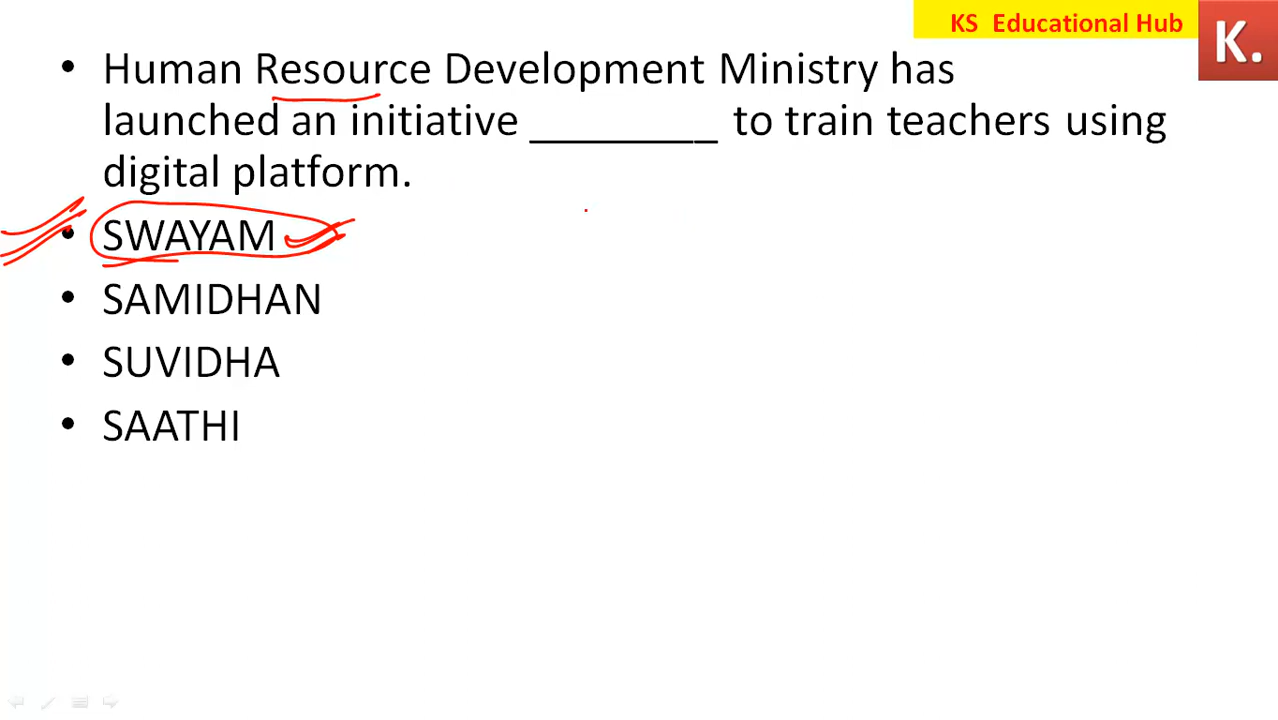 KS Educational Hub
K.
• Human Resource Development Ministry has
launched an initiative ________ to train teachers using
digital platform.
• SWAYAM
• SAMIDHAN
• SUVIDHA
• SAATHI